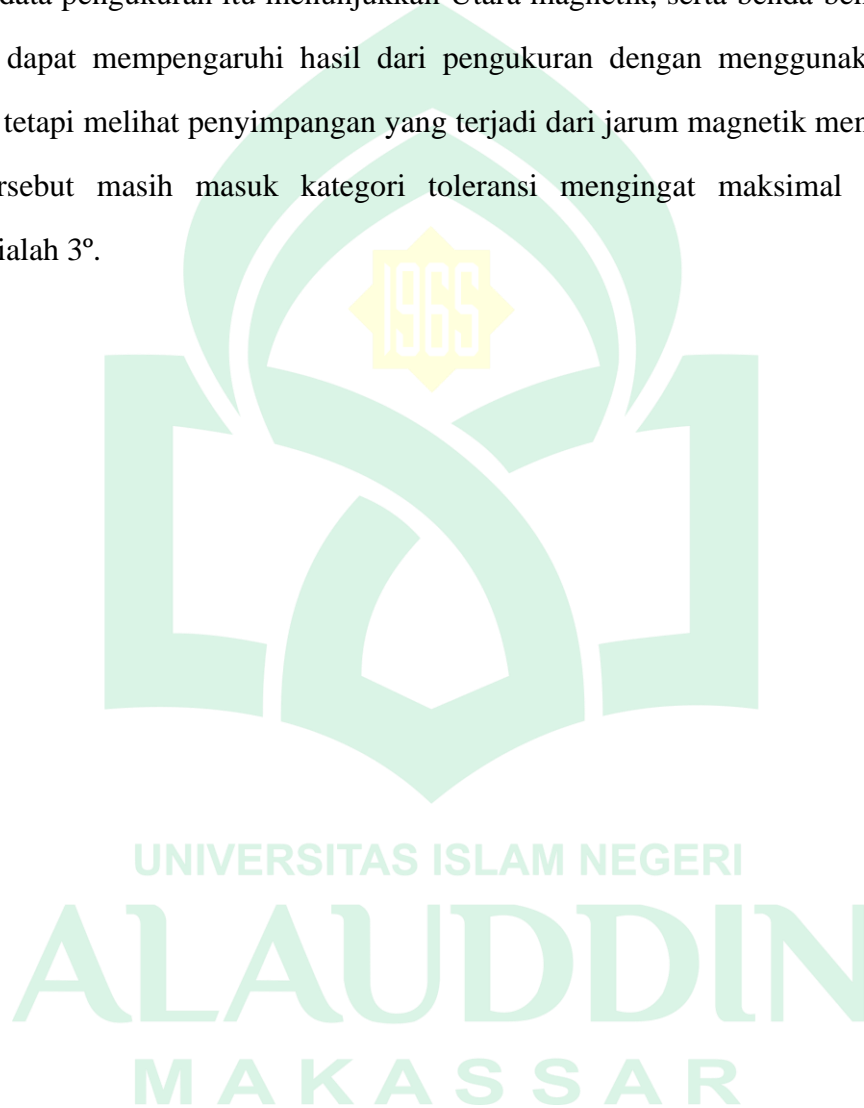 data pengukuran itu menunjukkan Utara magnetik, serta benda-ben
dapat mempengaruhi hasil dari pengukuran dengan menggunak
tetapi melihat penyimpangan yang terjadi dari jarum magnetik men
rsebut masih masuk kategori toleransi mengingat maksimal
ialah 3º.
1965
UNIVERSITAS ISLAM NEGERI
ALAUDDIN
MAKASSAR